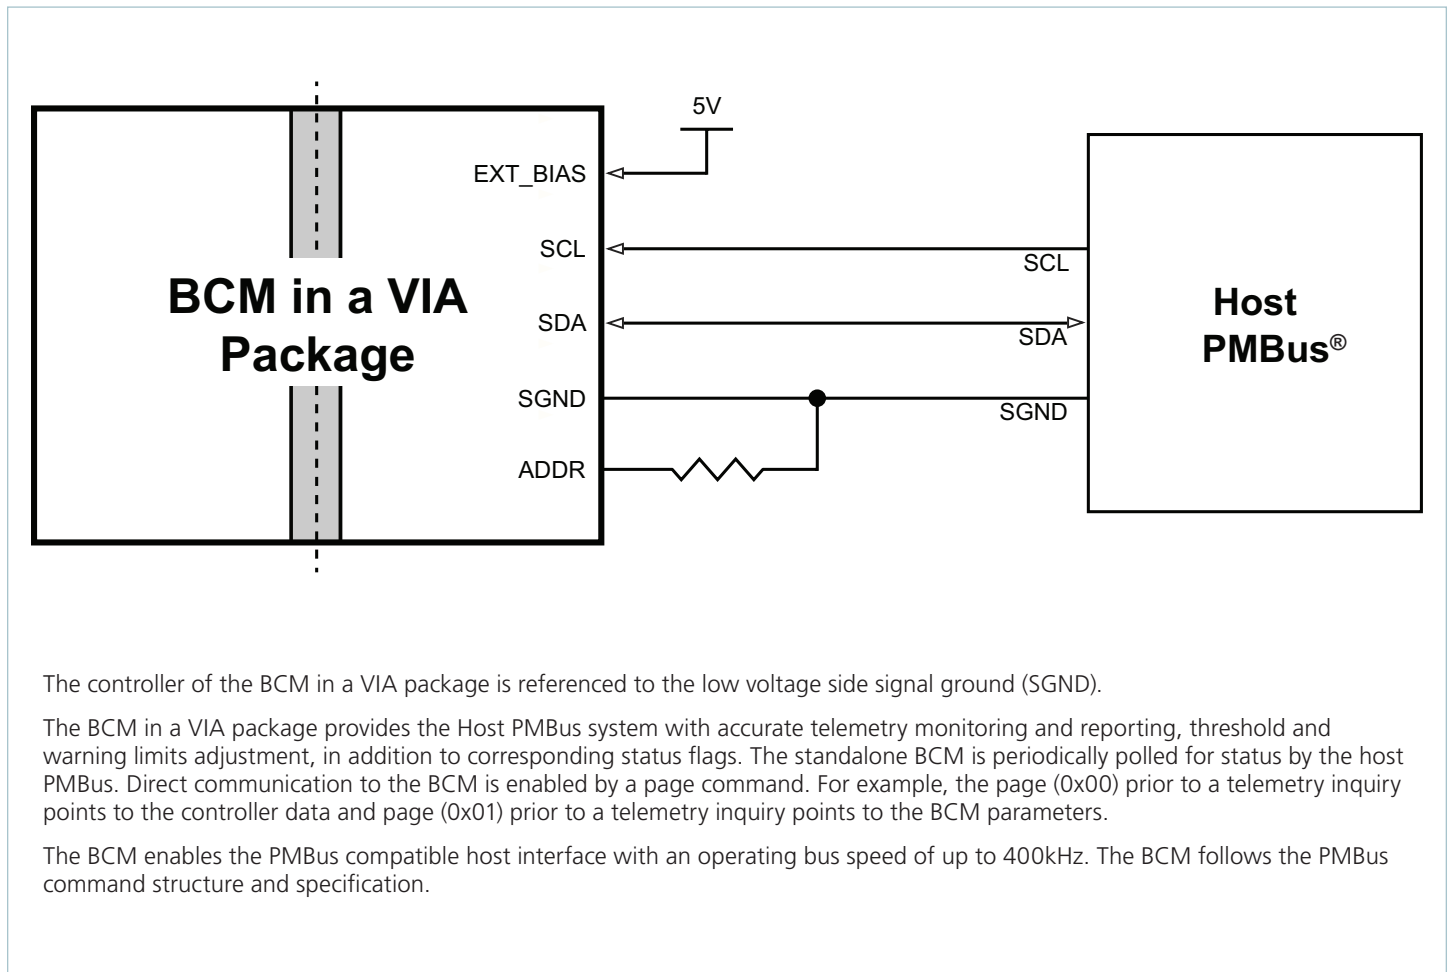 5V
EXT_BIAS
SCL
SCL
BCM in a VIA
Package
SDA
SDA
Host
PMBus®
SGND
SGND
ADDR
The controller of the BCM in a VIA package is referenced to the low voltage side signal ground (SGND).
The BCM in a VIA package provides the Host PMBus system with accurate telemetry monitoring and reporting, threshold and
warning limits adjustment, in addition to corresponding status flags. The standalone BCM is periodically polled for status by the host
PMBus. Direct communication to the BCM is enabled by a page command. For example, the page (0x00) prior to a telemetry inquiry
points to the controller data and page (0x01) prior to a telemetry inquiry points to the BCM parameters.
The BCM enables the PMBus compatible host interface with an operating bus speed of up to 400kHz. The BCM follows the PMBus
command structure and specification.